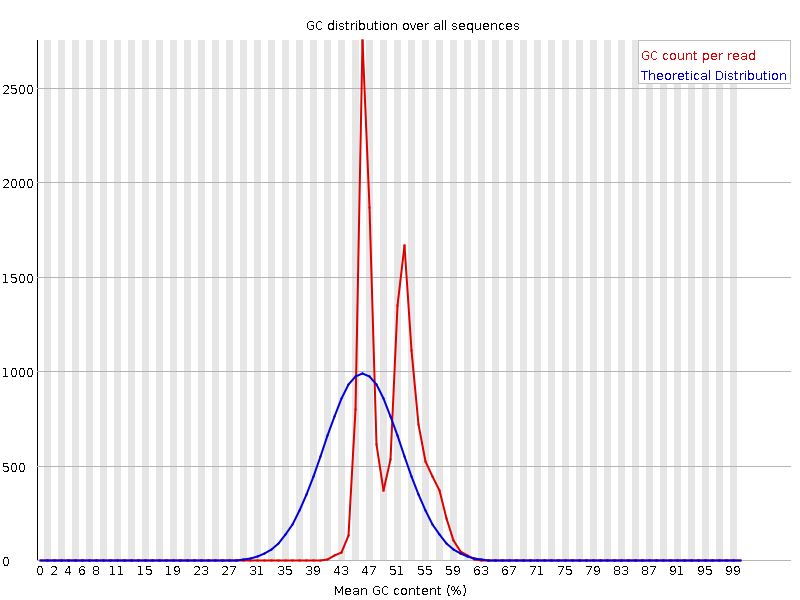 GC distribution over all sequences
GC count per read
Theoretical Distribution
2500
2000
1500
1000
500
0
0 2 4 6 8 11 15 19 23 27 31 35 39 43 47 51 55 59 63 67 71 75 79 83 87 91 95 99
Mean GC content (%)